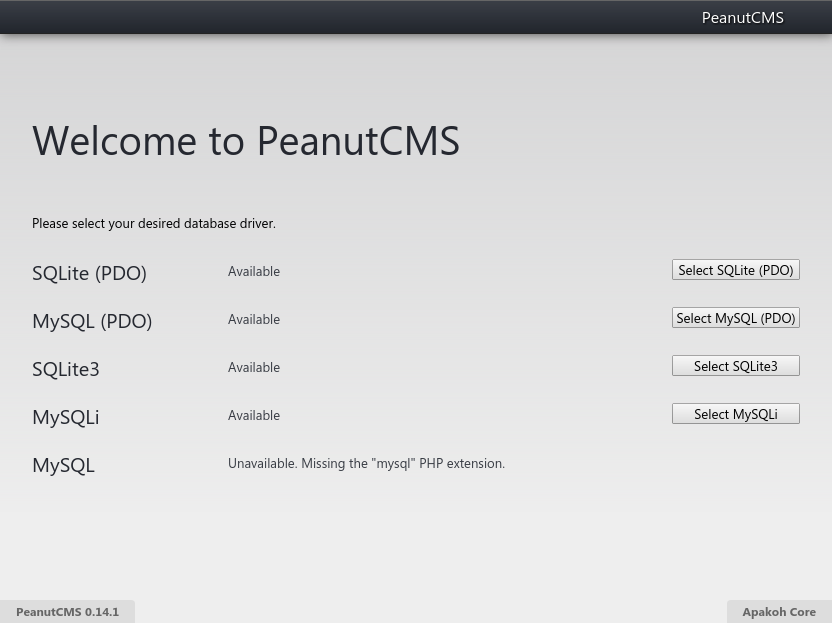 PeanutCMS
Welcome to PeanutCMS
Please select your desired database driver.
SQLite (PDO) Available Select SQLite (PDO)
MySQL (PDO) Available Select MySQL (PDO)
SQLite3 Available Select SQLite3
MySQLi Available Select MySQLi
MySQL Unavailable. Missing the "mysql" PHP extension.
PeanutCMS 0.14.1 Apakoh Core